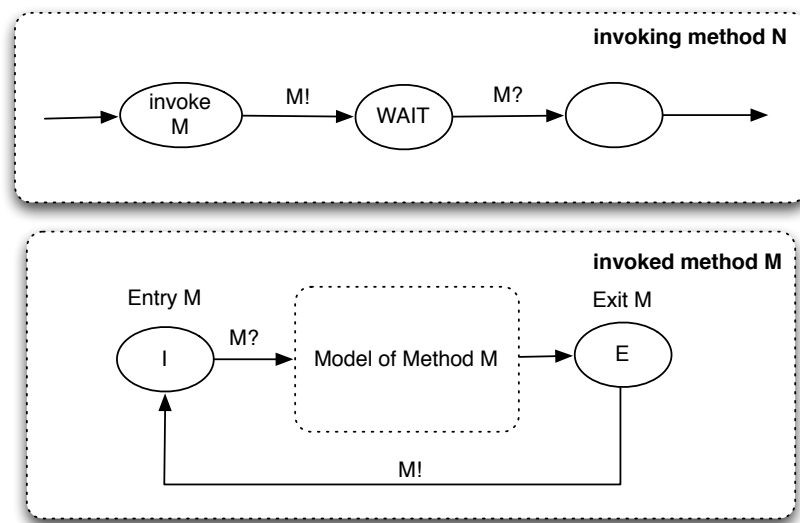 invoking method N
invoke
M
M!
WAIT
M?
invoked method M
Entry M
Exit M
I
M?
Model of Method M
E
M!